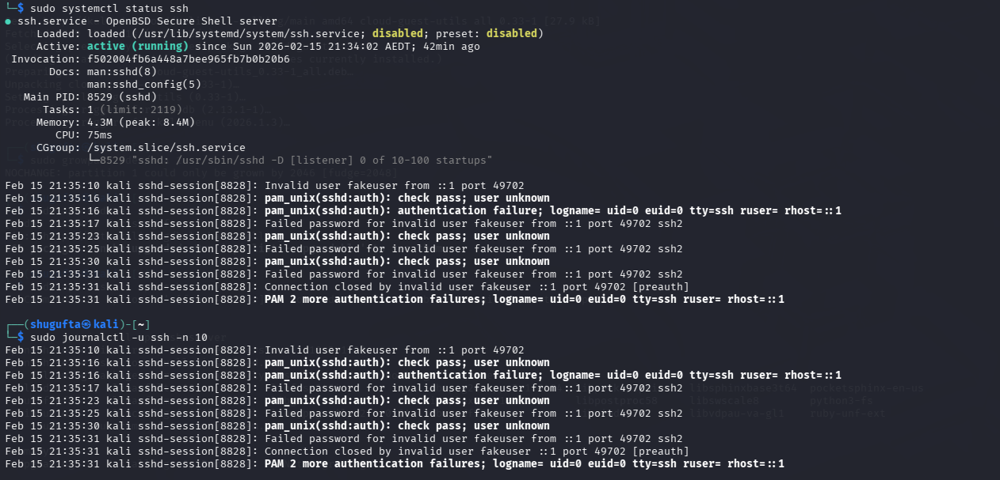 └─$ sudo systemctl status ssh
● ssh.service - OpenBSD Secure Shell server
Loaded: loaded (/usr/lib/systemd/system/ssh.service; disabled; preset: disabled)
Active: active (running) since Sun 2026-02-15 21:34:02 AEDT; 42min ago
Invocation: f502004fb6a448a7bee965fb7b0b20b6
Docs: man:sshd(8)
man:sshd_config(5)
Main PID: 8529 (sshd)
Tasks: 1 (limit: 2119)
Memory: 4.3M (peak: 8.4M)
CPU: 75ms
CGroup: /system.slice/ssh.service
└─8529 "sshd: /usr/sbin/sshd -D [listener] 0 of 10-100 startups"
Feb 15 21:35:10 kali sshd-session[8828]: Invalid user fakeuser from ::1 port 49702
Feb 15 21:35:16 kali sshd-session[8828]: pam_unix(sshd:auth): check pass; user unknown
Feb 15 21:35:16 kali sshd-session[8828]: pam_unix(sshd:auth): authentication failure; logname= uid=0 euid=0 tty=ssh ruser= rhost=::1
Feb 15 21:35:17 kali sshd-session[8828]: Failed password for invalid user fakeuser from ::1 port 49702 ssh2
Feb 15 21:35:23 kali sshd-session[8828]: pam_unix(sshd:auth): check pass; user unknown
Feb 15 21:35:25 kali sshd-session[8828]: Failed password for invalid user fakeuser from ::1 port 49702 ssh2
Feb 15 21:35:30 kali sshd-session[8828]: pam_unix(sshd:auth): check pass; user unknown
Feb 15 21:35:31 kali sshd-session[8828]: Failed password for invalid user fakeuser from ::1 port 49702 ssh2
Feb 15 21:35:31 kali sshd-session[8828]: Connection closed by invalid user fakeuser ::1 port 49702 [preauth]
Feb 15 21:35:31 kali sshd-session[8828]: PAM 2 more authentication failures; logname= uid=0 euid=0 tty=ssh ruser= rhost=::1
┌──(shugufta㉿kali)-[~]
└─$ sudo journalctl -u ssh -n 10
Feb 15 21:35:10 kali sshd-session[8828]: Invalid user fakeuser from ::1 port 49702
Feb 15 21:35:16 kali sshd-session[8828]: pam_unix(sshd:auth): check pass; user unknown
Feb 15 21:35:16 kali sshd-session[8828]: pam_unix(sshd:auth): authentication failure; logname= uid=0 euid=0 tty=ssh ruser= rhost=::1
Feb 15 21:35:17 kali sshd-session[8828]: Failed password for invalid user fakeuser from ::1 port 49702 ssh2
Feb 15 21:35:23 kali sshd-session[8828]: pam_unix(sshd:auth): check pass; user unknown
Feb 15 21:35:25 kali sshd-session[8828]: Failed password for invalid user fakeuser from ::1 port 49702 ssh2
Feb 15 21:35:30 kali sshd-session[8828]: pam_unix(sshd:auth): check pass; user unknown
Feb 15 21:35:31 kali sshd-session[8828]: Failed password for invalid user fakeuser from ::1 port 49702 ssh2
Feb 15 21:35:31 kali sshd-session[8828]: Connection closed by invalid user fakeuser ::1 port 49702 [preauth]
Feb 15 21:35:31 kali sshd-session[8828]: PAM 2 more authentication failures; logname= uid=0 euid=0 tty=ssh ruser= rhost=::1